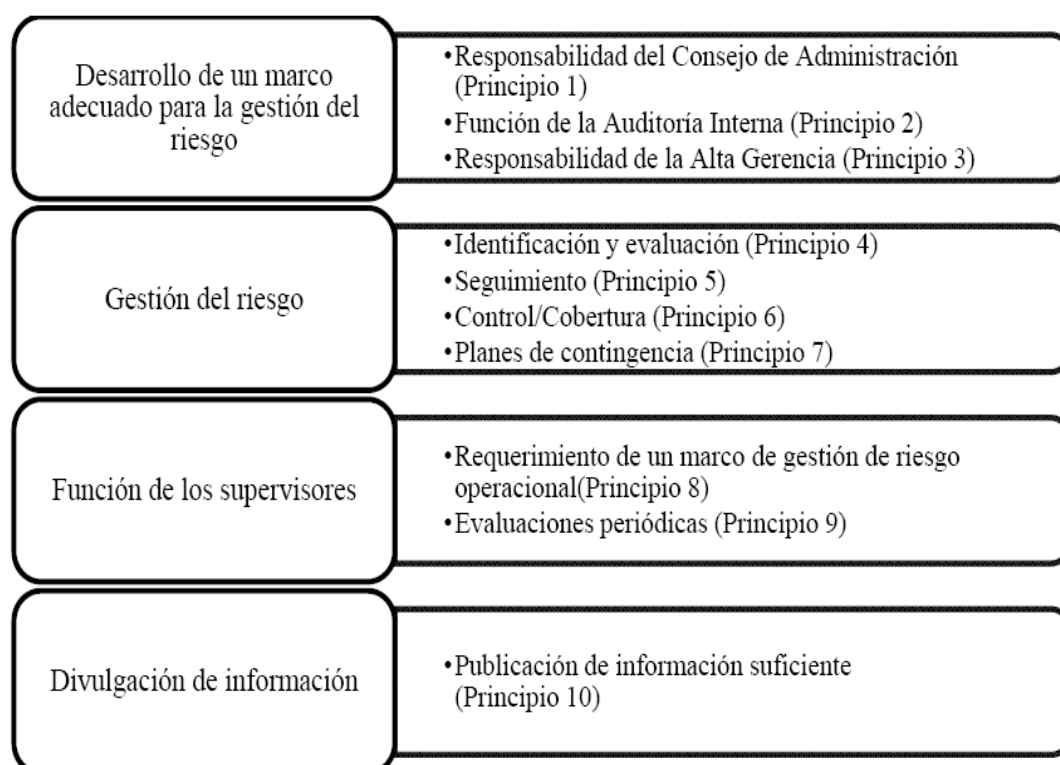 Desarrollo de un marco
adecuado para la gestión del
riesgo
•Responsabilidad del Consejo de Administración
(Principio 1)
•Función de la Auditoría Interna (Principio 2)
•Responsabilidad de la Alta Gerencia (Principio 3)
Gestión del riesgo
•Identificación y evaluación (Principio 4)
•Seguimiento (Principio 5)
•Control/Cobertura (Principio 6)
•Planes de contingencia (Principio 7)
Función de los supervisores
•Requerimiento de un marco de gestión de riesgo
operacional(Principio 8)
•Evaluaciones periódicas (Principio 9)
Divulgación de información
•Publicación de información suficiente
(Principio 10)